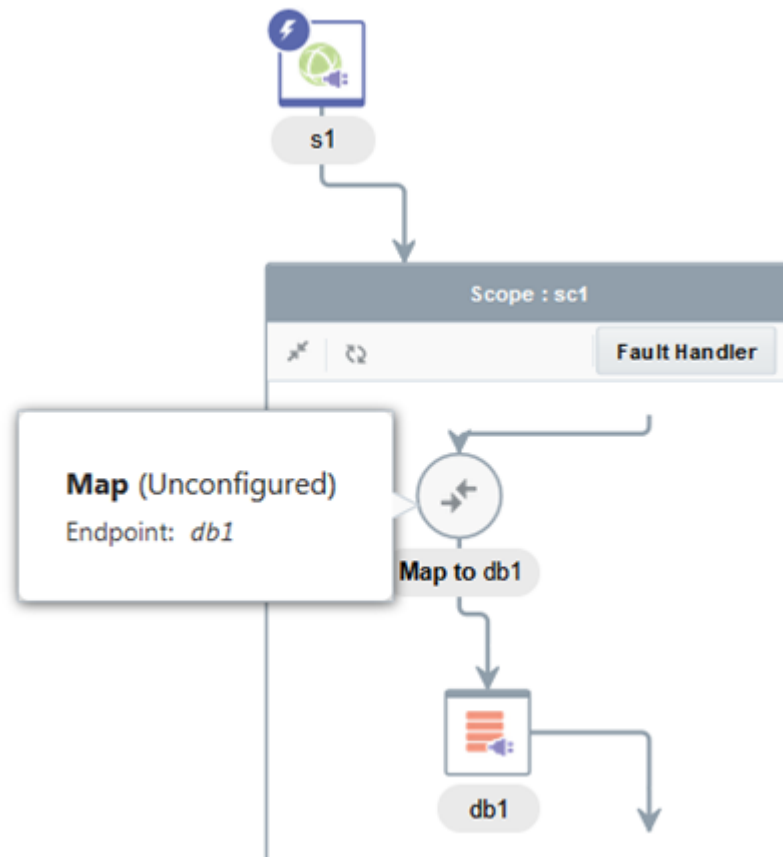 s1
Scope : sc1
Fault Handler
Map (Unconfigured)
Endpoint: db1
Map to db1
db1